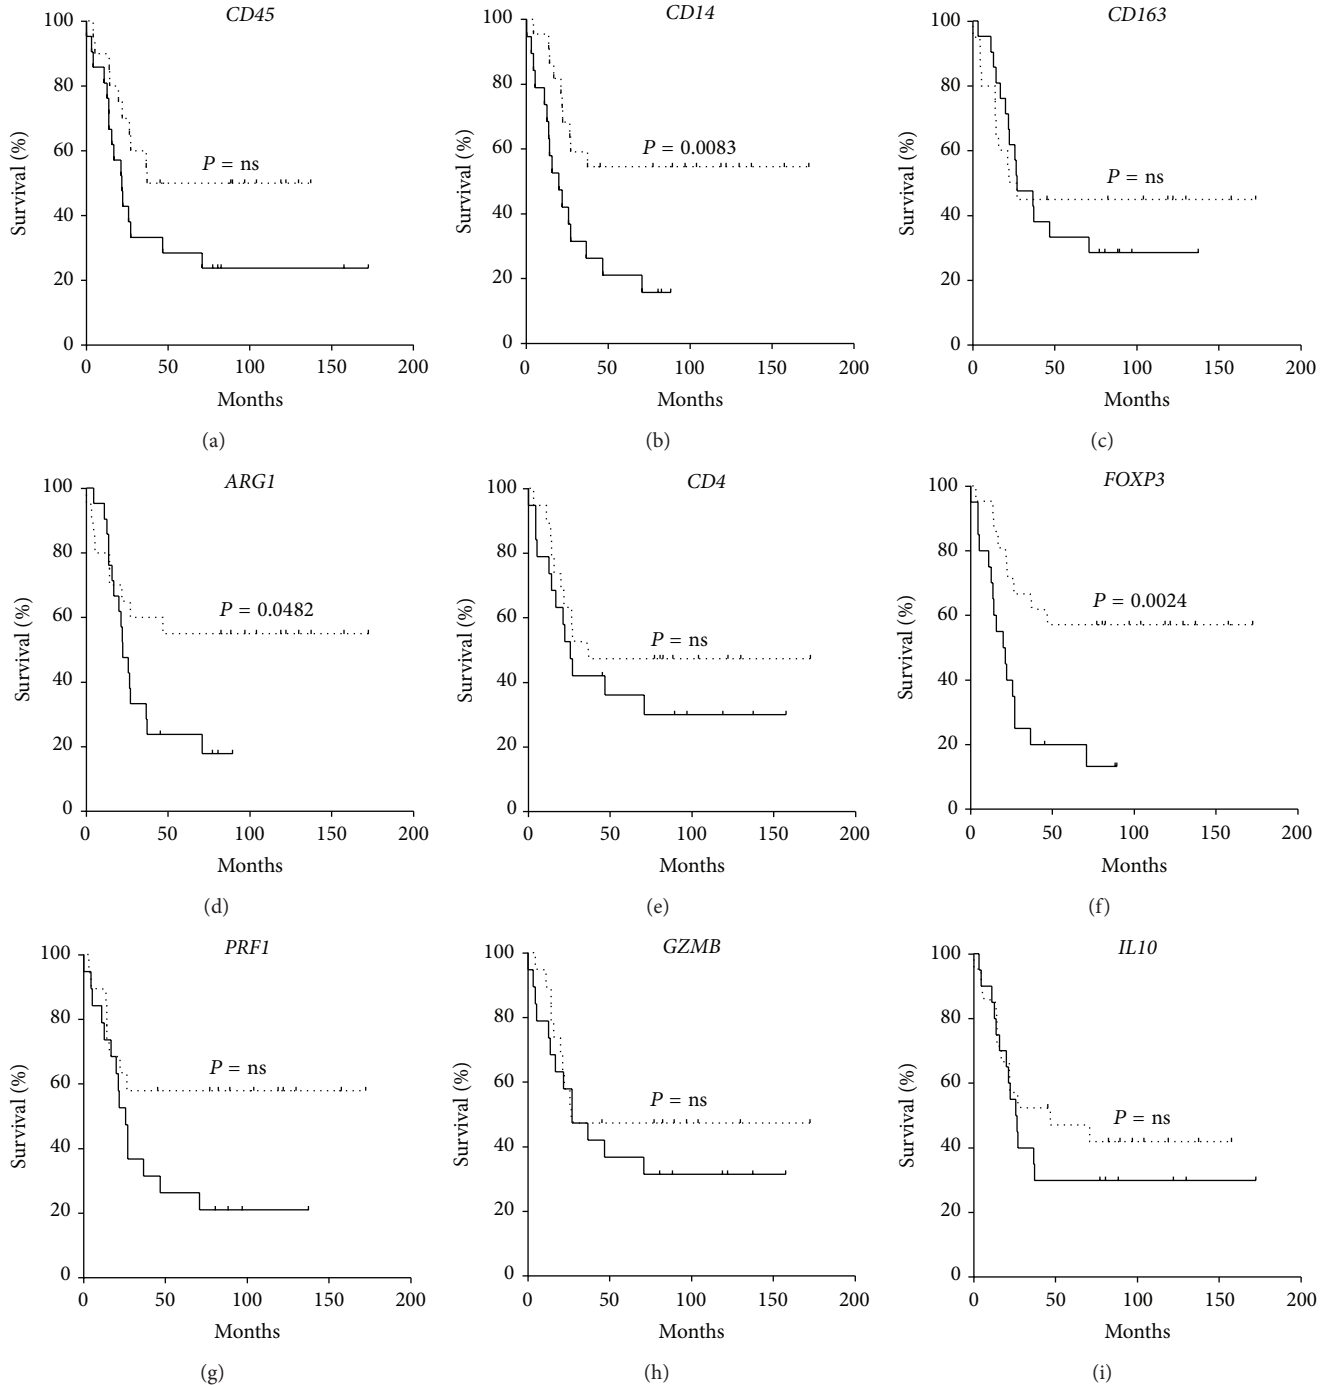 CD45
100
80
60
40
20
0
Survival (%)
P = ns
0 50 100 150 200
Months
(a)
CD14
100
80
60
40
20
0
Survival (%)
P = 0.0083
0 50 100 150 200
Months
(b)
CD163
100
80
60
40
20
0
Survival (%)
P = ns
0 50 100 150 200
Months
(c)
ARG1
100
80
60
40
20
0
Survival (%)
P = 0.0482
0 50 100 150 200
Months
(d)
CD4
100
80
60
40
20
0
Survival (%)
P = ns
0 50 100 150 200
Months
(e)
FOXP3
100
80
60
40
20
0
Survival (%)
P = 0.0024
0 50 100 150 200
Months
(f)
PRF1
100
80
60
40
20
0
Survival (%)
P = ns
0 50 100 150 200
Months
(g)
GZMB
100
80
60
40
20
0
Survival (%)
P = ns
0 50 100 150 200
Months
(h)
IL10
100
80
60
40
20
0
Survival (%)
P = ns
0 50 100 150 200
Months
(i)